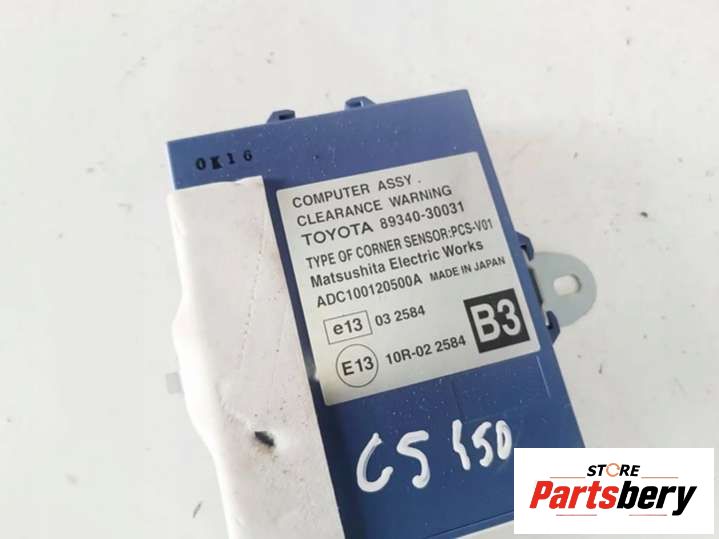 OK16
COMPUTER ASSY .
CLEARANCE WARNING
TOYOTA 89340-30031
TYPE OF CORNER SENSOR:PCS-V01
Matsushita Electric Works
ADC100120500A MADE IN JAPAN
e13 03 2584
E13 10R-02 2584
B3
GS 450
STORE
Partsbery